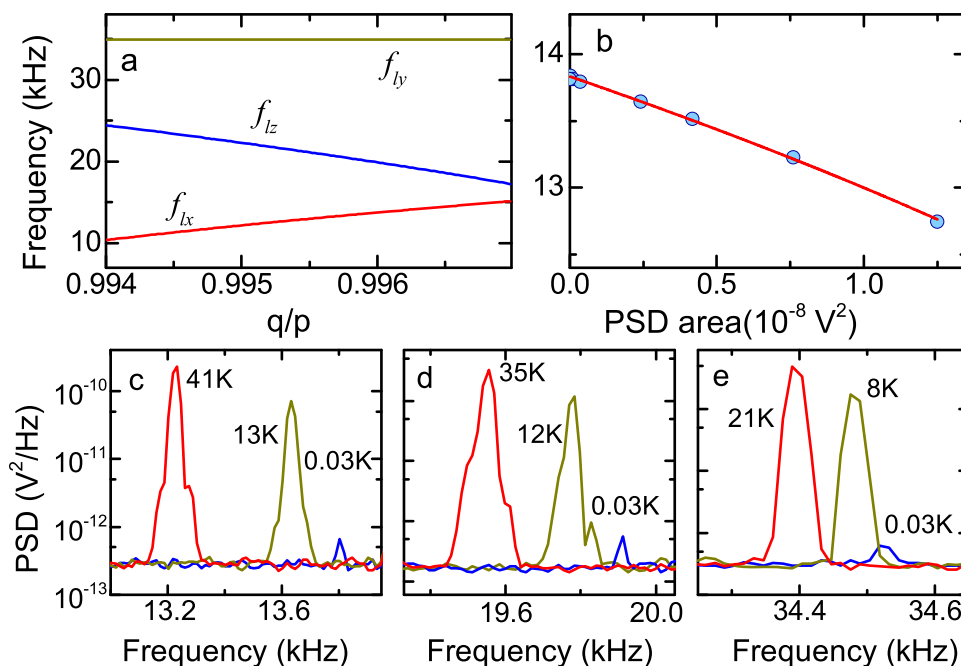 a
f_ly
f_lz
f_lx
Frequency (kHz)
30
20
10
0.994
0.995
0.996
q/p
b
14
13
0.0
0.5
1.0
PSD area(10⁻⁸ V²)
c
41K
13K
0.03K
PSD (V²/Hz)
10⁻¹⁰
10⁻¹¹
10⁻¹²
10⁻¹³
13.2
13.6
Frequency (kHz)
d
35K
12K
0.03K
19.6
20.0
Frequency (kHz)
e
21K
8K
0.03K
34.4
34.6
Frequency (kHz)